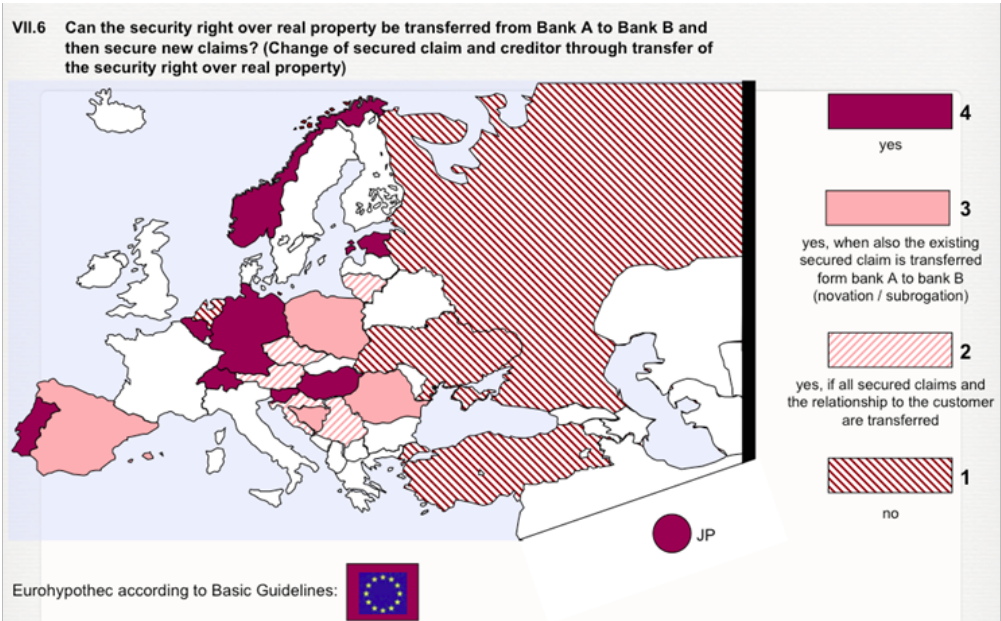 VII.6 Can the security right over real property be transferred from Bank A to Bank B and
then secure new claims? (Change of secured claim and creditor through transfer of
the security right over real property)
4
yes
3
yes, when also the existing
secured claim is transferred
form bank A to bank B
(novation / subrogation)
2
yes, if all secured claims and
the relationship to the customer
are transferred
1
no
JP
Eurohypothec according to Basic Guidelines: